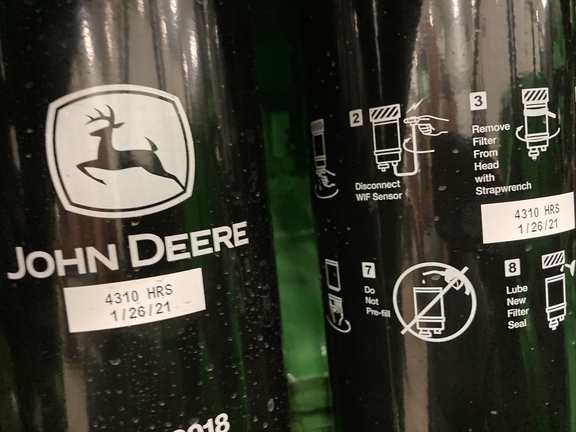 JOHN DEERE
4310 HRS
1/26/21
2
Disconnect
WIF Sensor
3
Remove
Filter
From
Head
with
Strapwrench
4310 HRS
1/26/21
7
Do
Not
Pre-fill
8
Lube
New
Filter
Seal